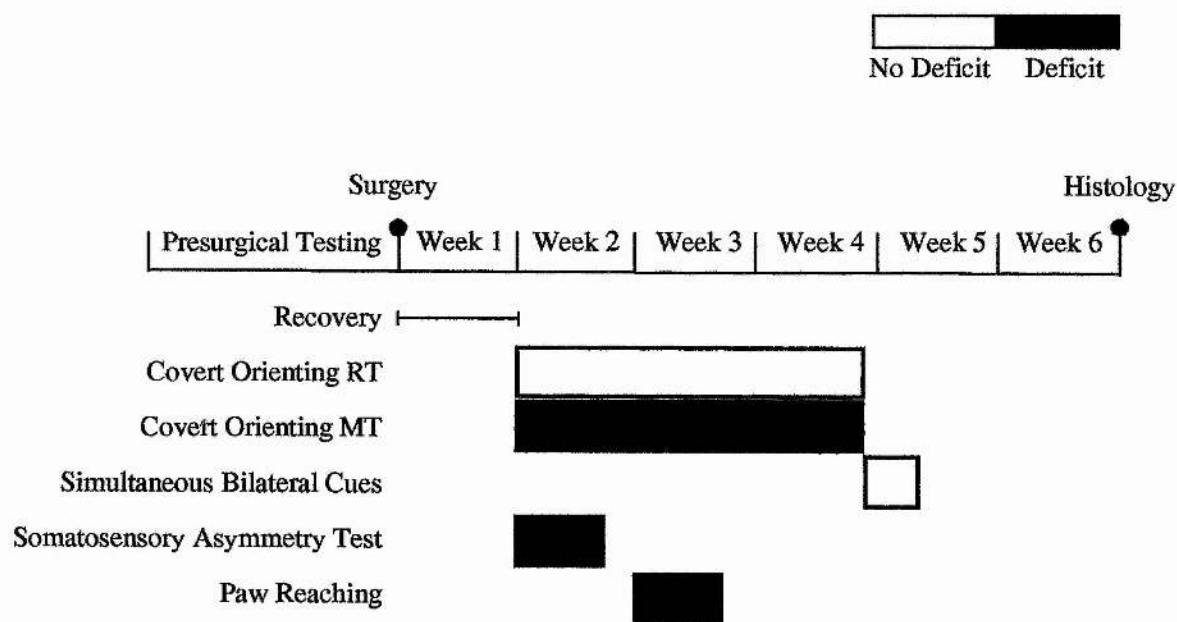 No Deficit Deficit
Surgery
Histology
Presurgical Testing Week 1 Week 2 Week 3 Week 4 Week 5 Week 6
Recovery
Covert Orienting RT
Covert Orienting MT
Simultaneous Bilateral Cues
Somatosensory Asymmetry Test
Paw Reaching